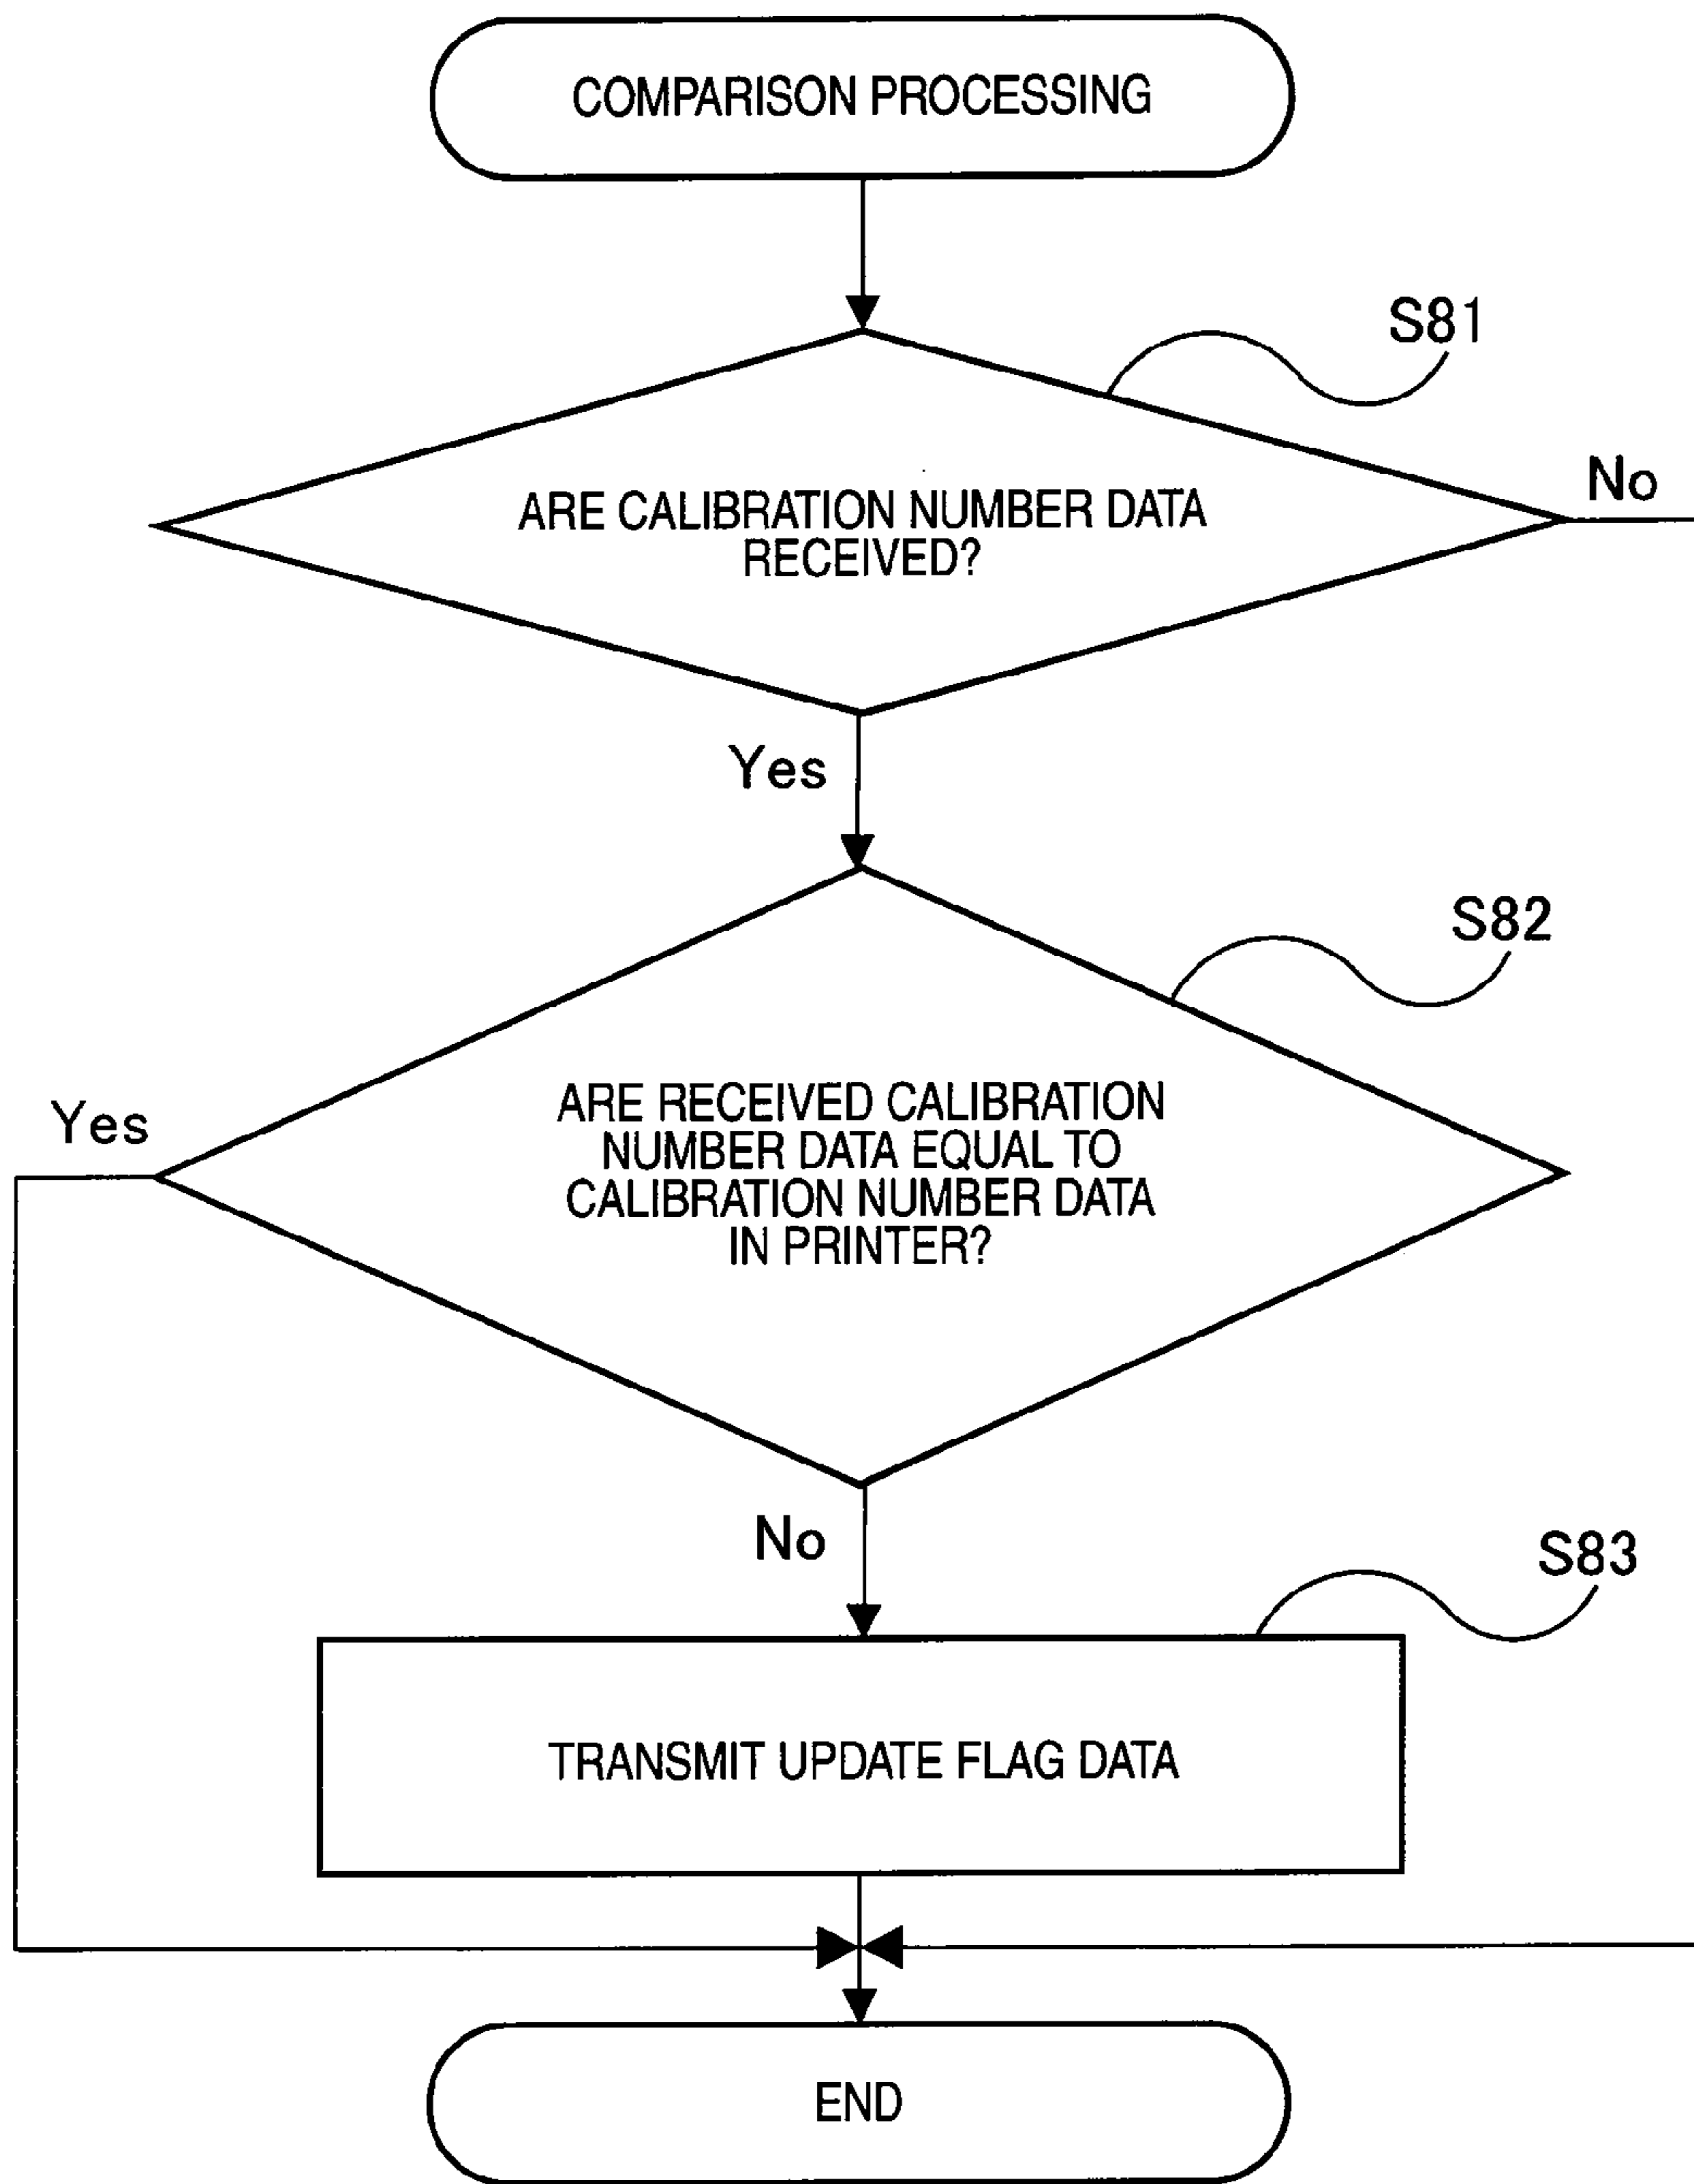 COMPARISON PROCESSING
S81
ARE CALIBRATION NUMBER DATA
RECEIVED?
No
Yes
S82
ARE RECEIVED CALIBRATION
NUMBER DATA EQUAL TO
CALIBRATION NUMBER DATA
IN PRINTER?
Yes
No
S83
TRANSMIT UPDATE FLAG DATA
END